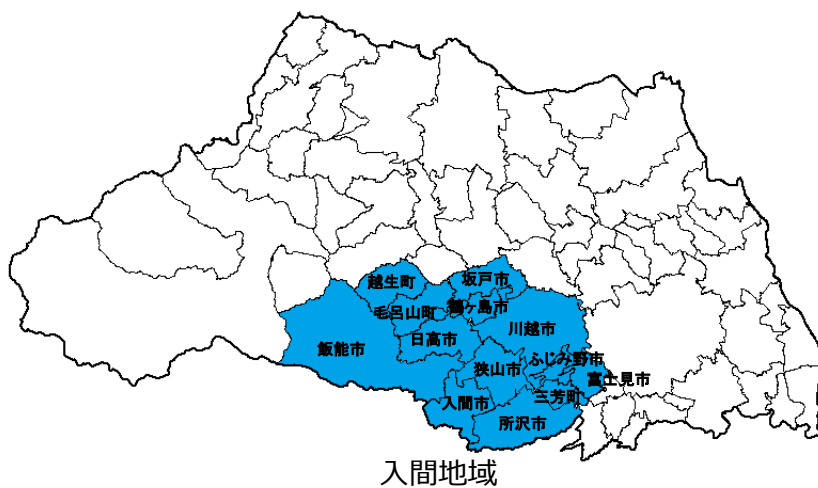 越生町
坂戸市
毛呂山町
鶴ヶ島市
川越市
日高市
飯能市
ふじみ野市
狭山市
富士見市
三芳町
入間市
所沢市
入間地域